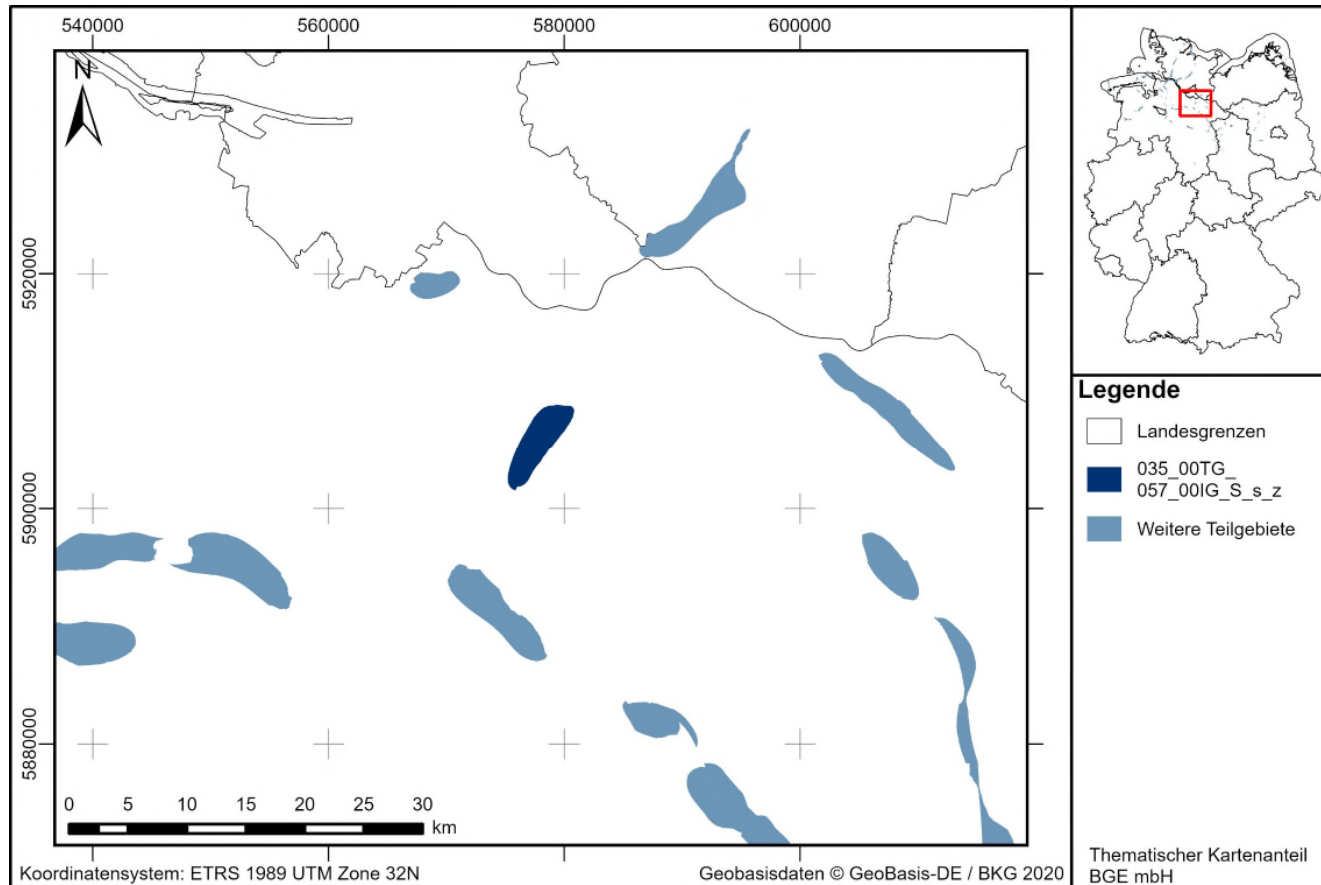 540000 560000 580000 600000
N
5920000
5900000
5880000
0 5 10 15 20 25 30
km
Koordinatensystem: ETRS 1989 UTM Zone 32N
Geobasisdaten © GeoBasis-DE / BKG 2020
Legende
Landesgrenzen
035_00TG_
057_00IG_S_s_z
Weitere Teilgebiete
Thematischer Kartenanteil
BGE mbH